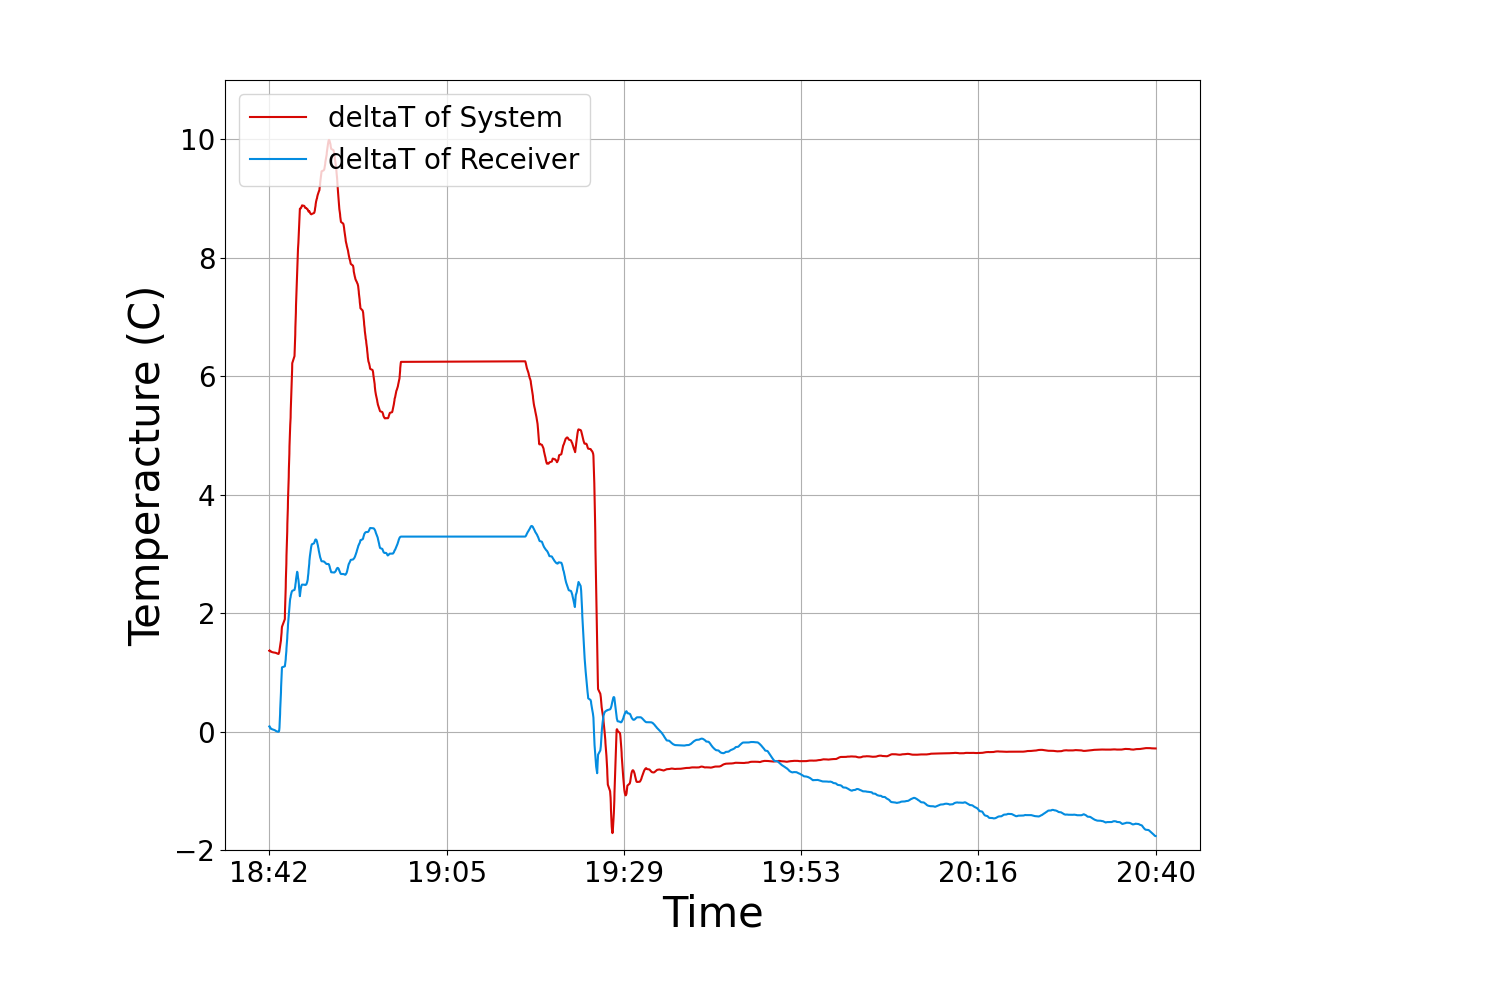 deltaT of System
deltaT of Receiver
10
8
6
4
2
0
−2
Temperacture (C)
18:42 19:05 19:29 19:53 20:16 20:40
Time